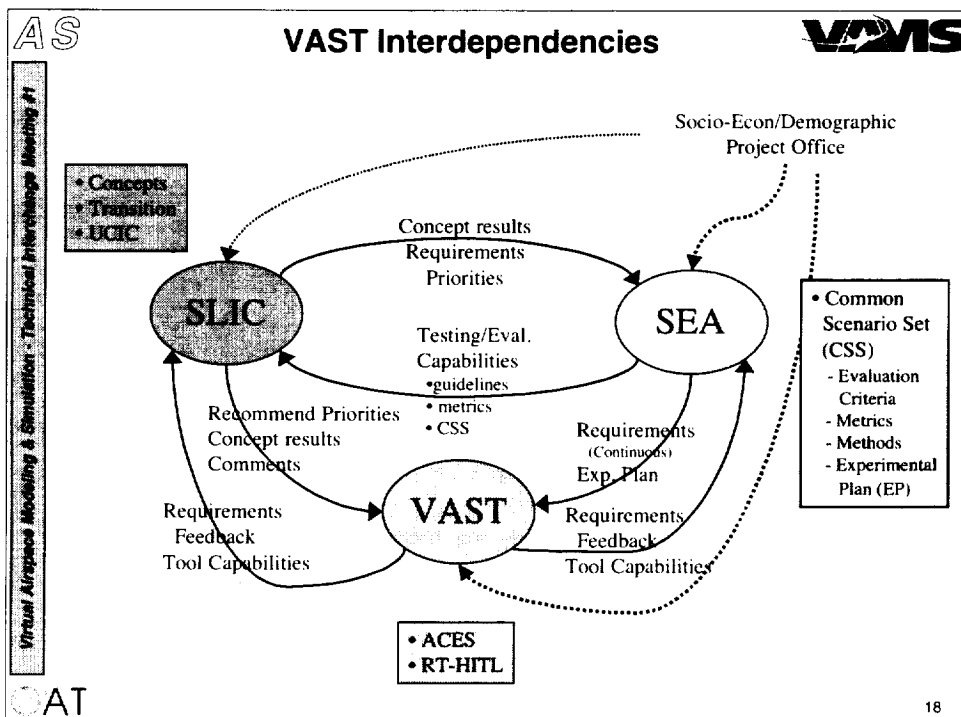 AS
VAST Interdependencies
VAMS
Virtual Airspace Modeling & Simulation - Technical Interchange Meeting #1
Socio-Econ/Demographic
Project Office
• Concepts
• Transition
• UCIC
Concept results
Requirements
Priorities
SLIC
SEA
Testing/Eval.
Capabilities
•guidelines
• metrics
• CSS
• Common
Scenario Set
(CSS)
- Evaluation
Criteria
- Metrics
- Methods
- Experimental
Plan (EP)
Recommend Priorities
Concept results
Comments
Requirements
(Continuous)
Exp. Plan
VAST
Requirements
Feedback
Tool Capabilities
Requirements
Feedback
Tool Capabilities
• ACES
• RT-HITL
AT
18